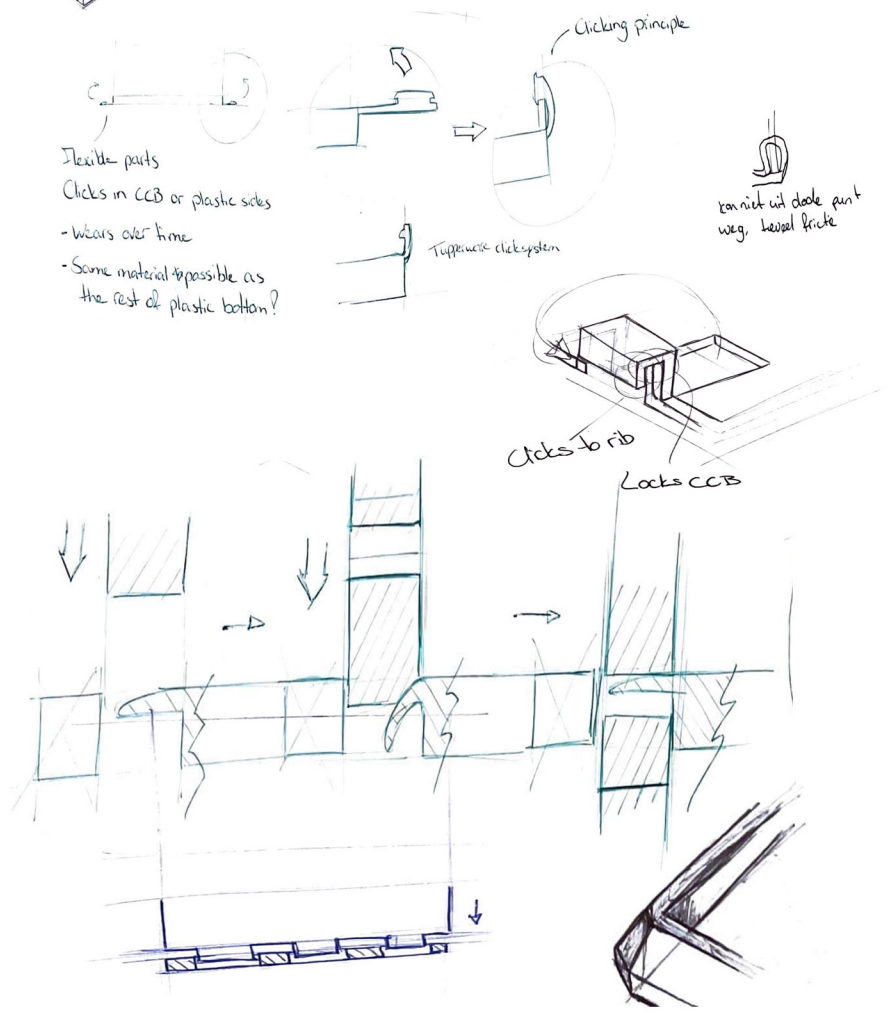 Clicking principle
Flexible parts
Clicks in CCB or plastic sides
- Wears over time
- Same material possible as
the rest of plastic bottom?
Tupperware clicksystem
kan niet uit dode punt
weg, teveel frictie
Clicks to rib
Locks CCB